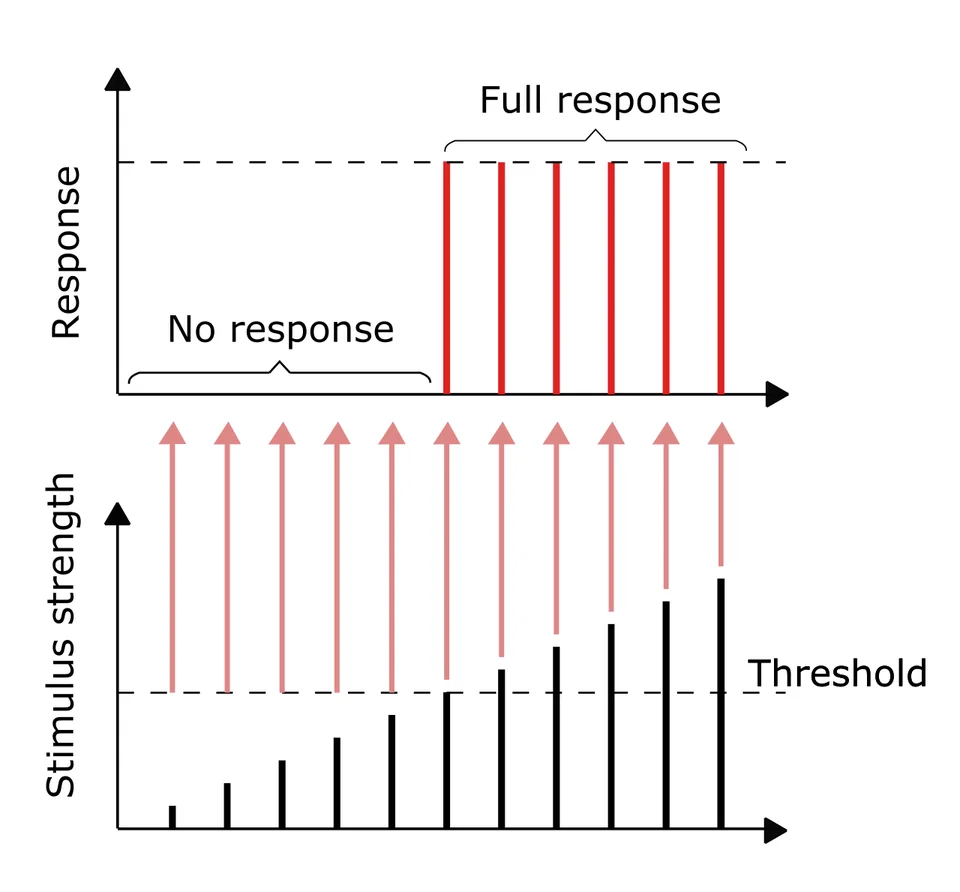 Full response
Response
No response
Stimulus strength
Threshold